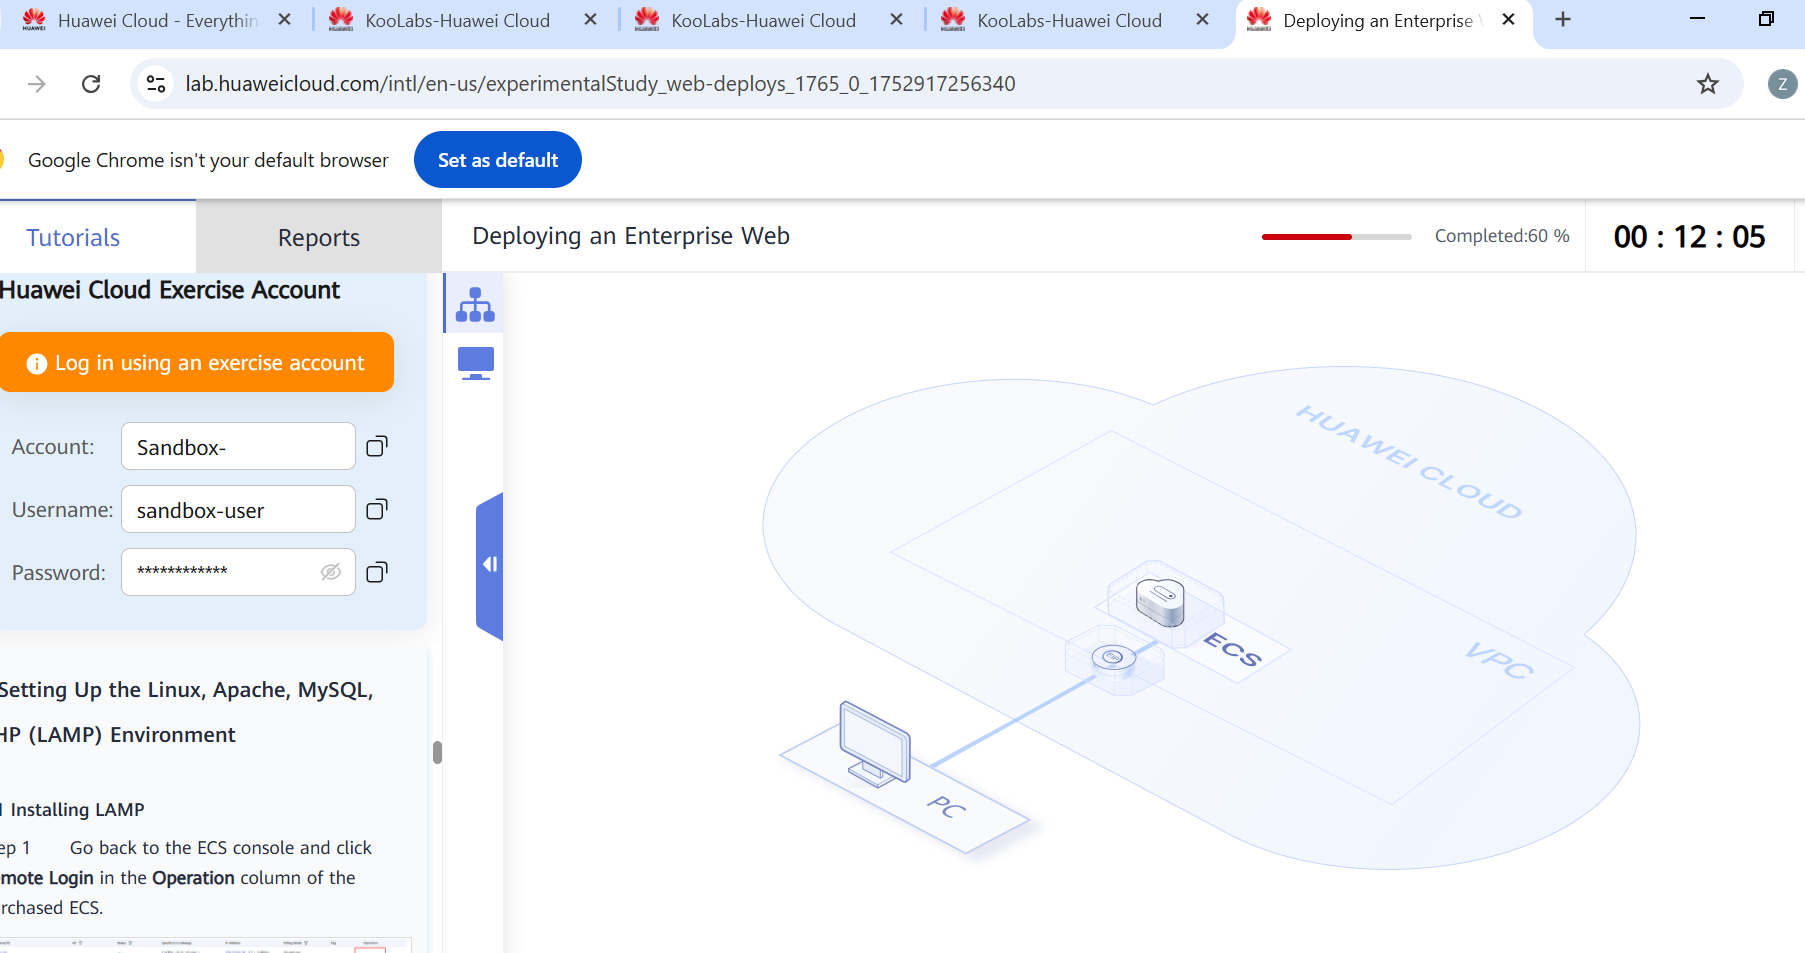 Huawei Cloud - Everythin
KooLabs-Huawei Cloud
KooLabs-Huawei Cloud
KooLabs-Huawei Cloud
Deploying an Enterprise
lab.huaweicloud.com/intl/en-us/experimentalStudy_web-deploys_1765_0_1752917256340
Z
Google Chrome isn't your default browser
Set as default
Tutorials
Reports
Deploying an Enterprise Web
Completed:60 %
00 : 12 : 05
Huawei Cloud Exercise Account
Log in using an exercise account
Account:
Sandbox-
Username:
sandbox-user
Password:
************
Setting Up the Linux, Apache, MySQL,
HP (LAMP) Environment
Installing LAMP
ep 1 Go back to the ECS console and click
mote Login in the Operation column of the
rchased ECS.
HUAWEI CLOUD
VPC
ECS
EIP
PC